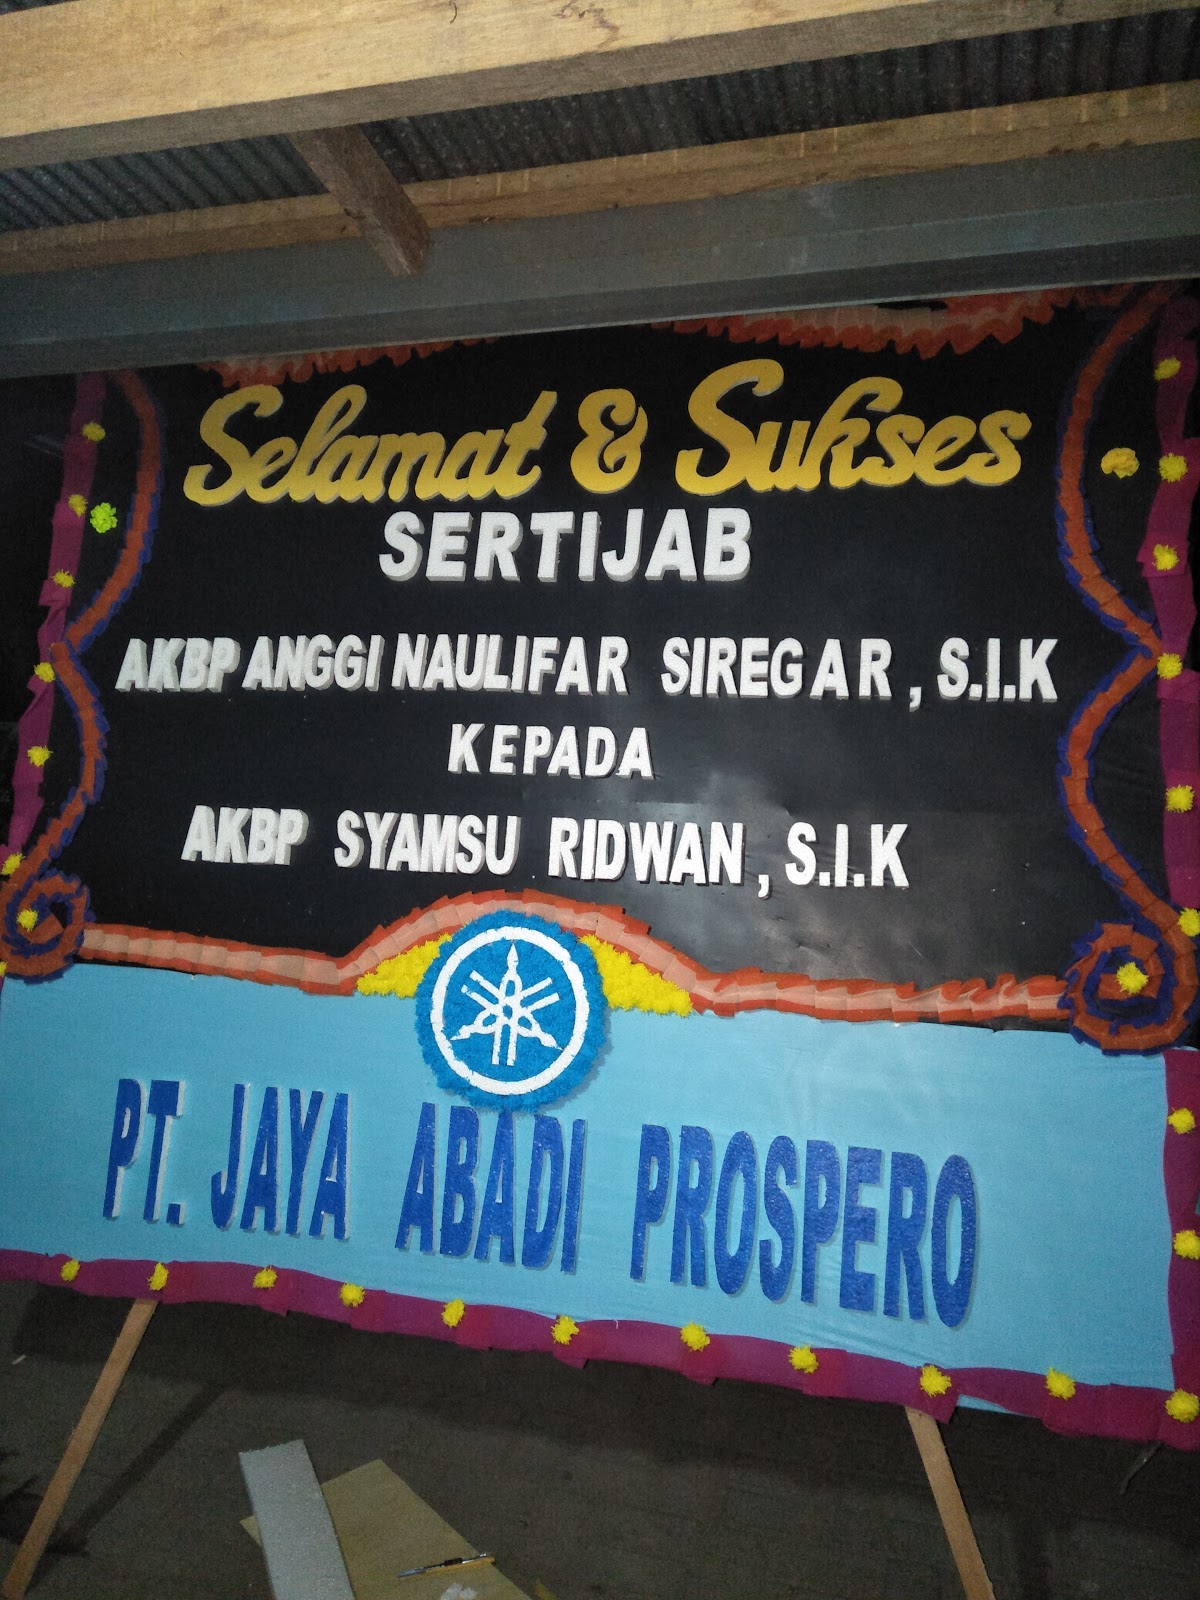 Selamat & Sukses
SERTIJAB
AKBP ANGGI NAULIFAR SIREGAR, S.I.K
KEPADA
AKBP SYAMSU RIDWAN, S.I.K
PT. JAYA ABADI PROSPERO